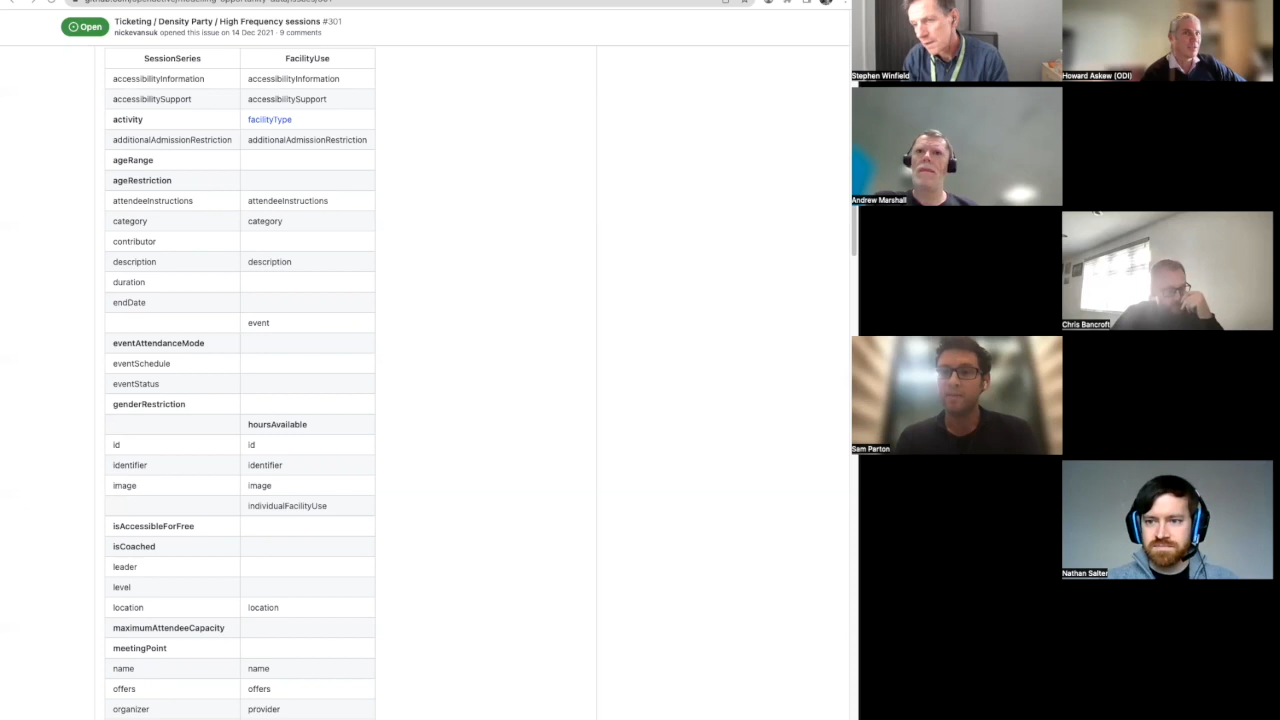 Open
Ticketing / Density Party / High Frequency sessions #301
nickevansuk opened this issue on 14 Dec 2021 · 9 comments
SessionSeries FacilityUse
accessibilityInformation accessibilityInformation
accessibilitySupport accessibilitySupport
activity facilityType
additionalAdmissionRestriction additionalAdmissionRestriction
ageRange
ageRestriction
attendeeInstructions attendeeInstructions
category category
contributor
description description
duration
endDate
event
eventAttendanceMode
eventSchedule
eventStatus
genderRestriction
hoursAvailable
id id
identifier identifier
image image
individualFacilityUse
isAccessibleForFree
isCoached
leader
level
location location
maximumAttendeeCapacity
meetingPoint
name name
offers offers
organizer provider
Stephen Winfield
Howard Askew (ODI)
Andrew Marshall
Chris Bancroft
Sam Parton
Nathan Salter